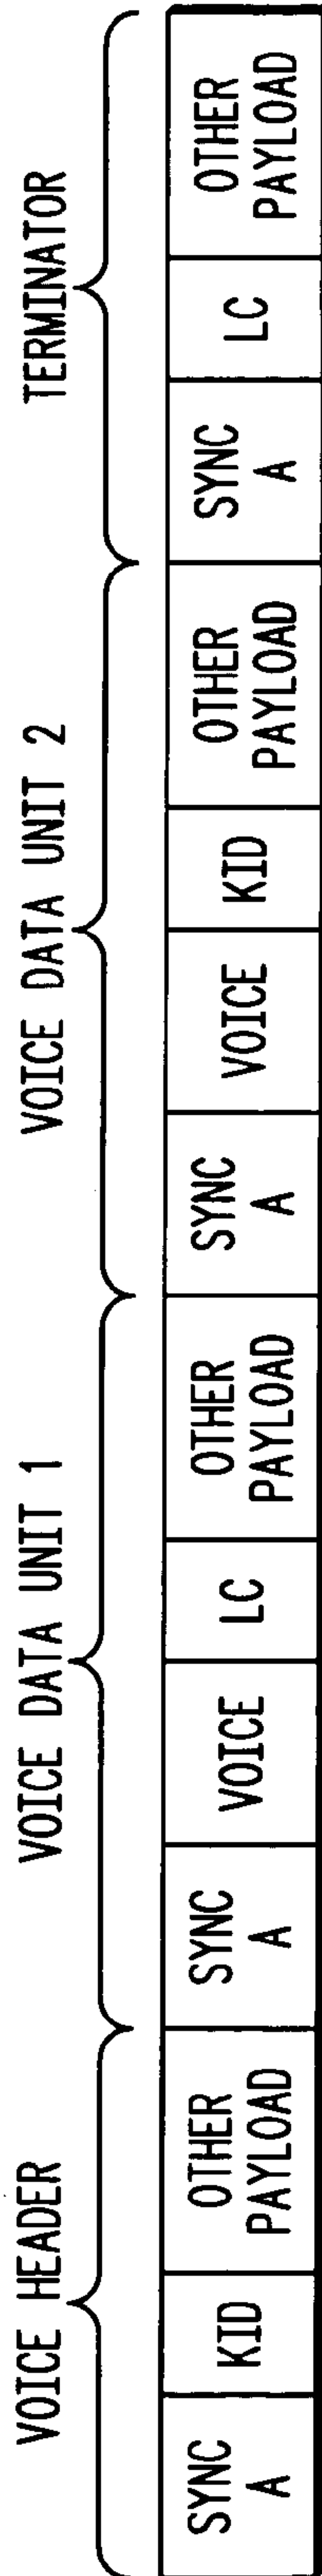 VOICE HEADER
VOICE DATA UNIT 1
VOICE DATA UNIT 2
TERMINATOR
SYNC
A
KID
OTHER
PAYLOAD
SYNC
A
VOICE
LC
OTHER
PAYLOAD
SYNC
A
VOICE
KID
OTHER
PAYLOAD
SYNC
A
LC
OTHER
PAYLOAD